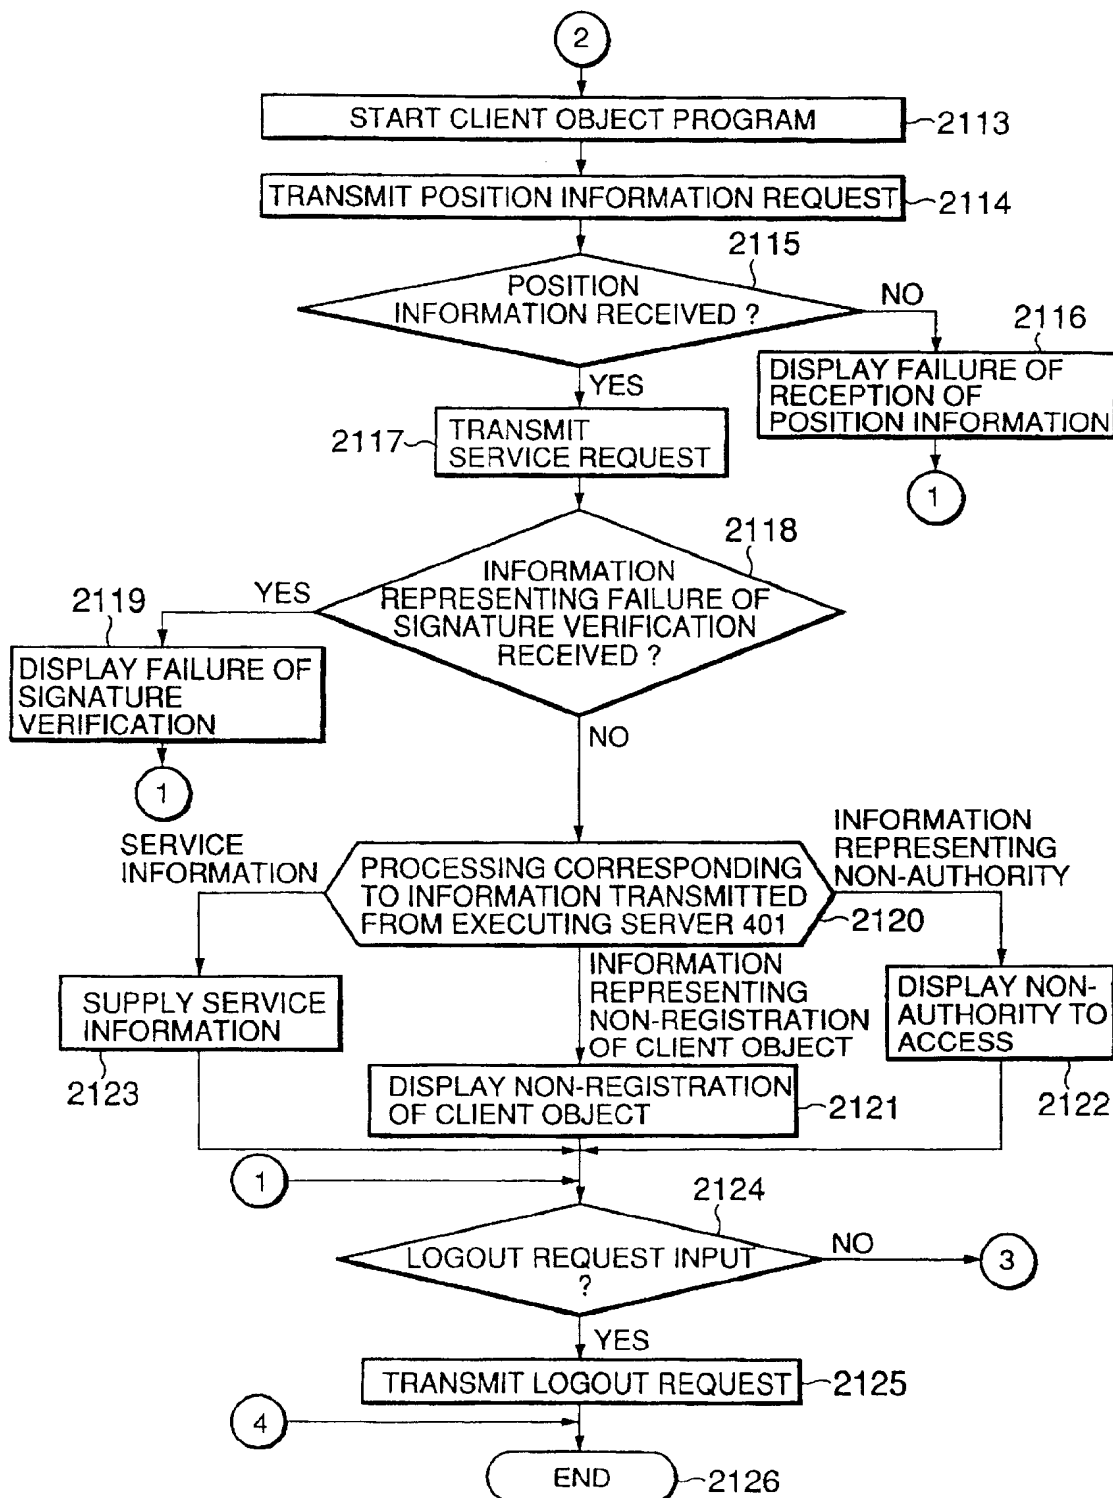 2
START CLIENT OBJECT PROGRAM
2113
TRANSMIT POSITION INFORMATION REQUEST
2114
2115
POSITION
INFORMATION RECEIVED ?
NO
2116
DISPLAY FAILURE OF
RECEPTION OF
POSITION INFORMATION
1
YES
2117
TRANSMIT
SERVICE REQUEST
2118
INFORMATION
REPRESENTING FAILURE OF
SIGNATURE VERIFICATION
RECEIVED ?
YES
2119
DISPLAY FAILURE OF
SIGNATURE
VERIFICATION
1
NO
SERVICE
INFORMATION
PROCESSING CORRESPONDING
TO INFORMATION TRANSMITTED
FROM EXECUTING SERVER 401
2120
INFORMATION
REPRESENTING
NON-AUTHORITY
SUPPLY SERVICE
INFORMATION
2123
INFORMATION
REPRESENTING
NON-REGISTRATION
OF CLIENT OBJECT
DISPLAY NON-
AUTHORITY TO
ACCESS
2122
DISPLAY NON-REGISTRATION
OF CLIENT OBJECT
2121
1
2124
LOGOUT REQUEST INPUT
?
NO
3
YES
TRANSMIT LOGOUT REQUEST
2125
4
END
2126